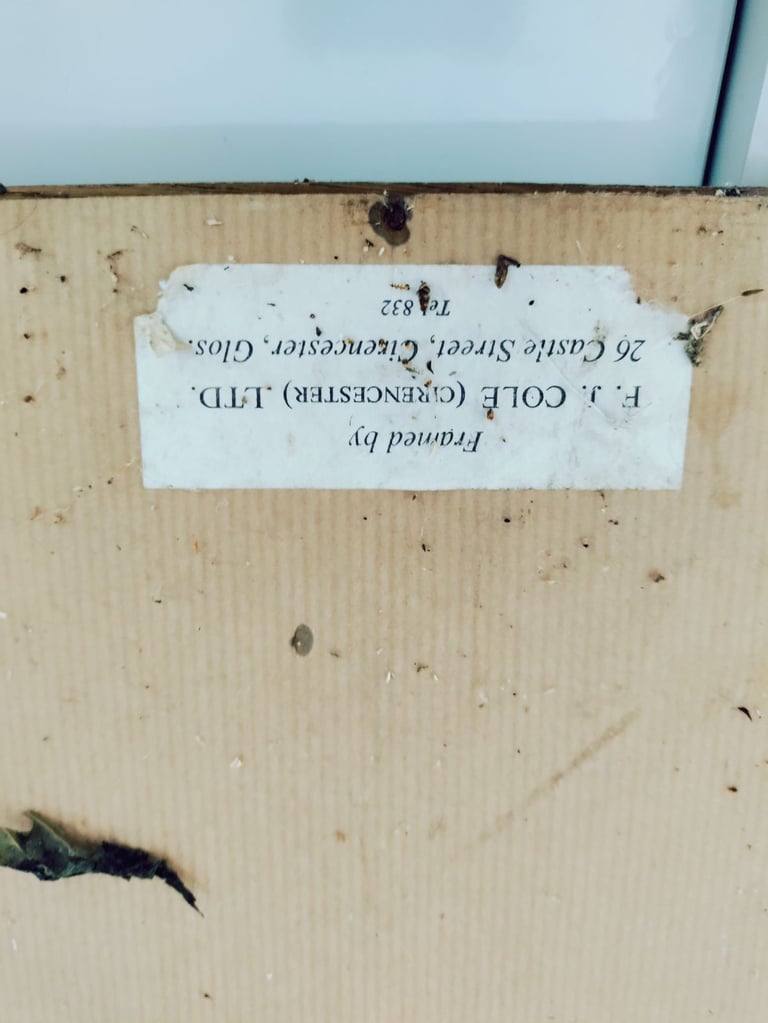 Framed by
F. J. COLE (CIRENCESTER) LTD.
26 Castle Street, Cirencester, Glos.
Tel 832